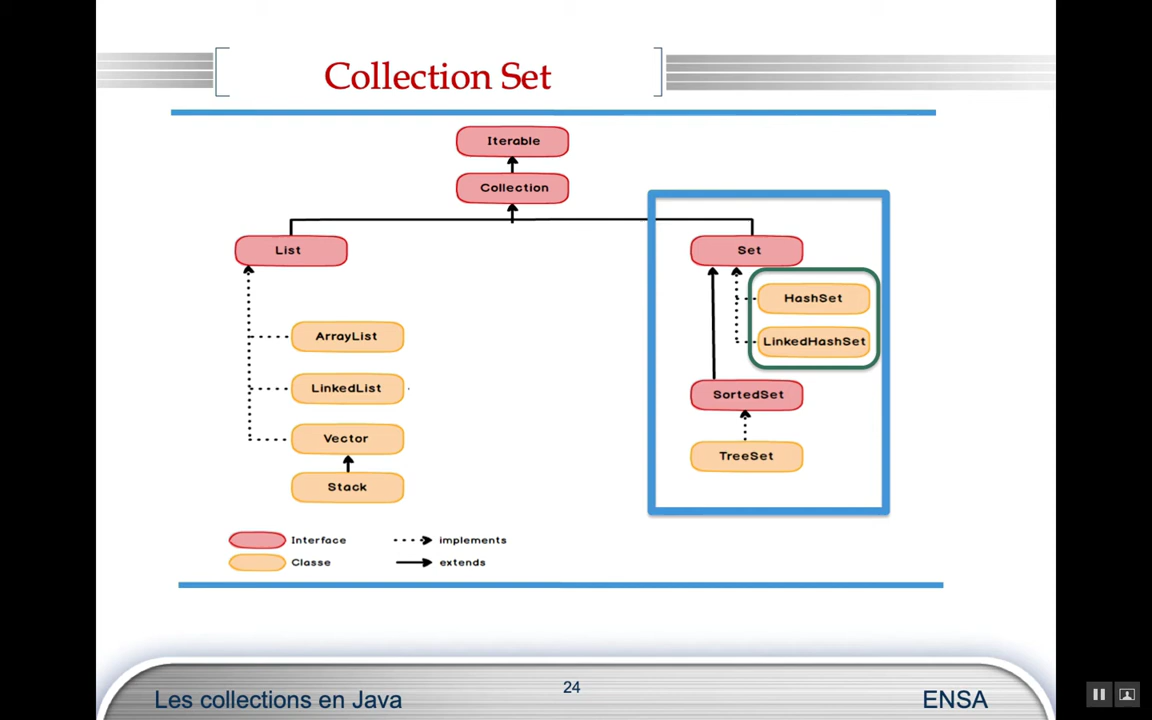 Collection Set
Iterable
Collection
List
Set
HashSet
ArrayList
LinkedHashSet
LinkedList
SortedSet
Vector
TreeSet
Stack
Interface
implements
Classe
extends
Les collections en Java
24
ENSA